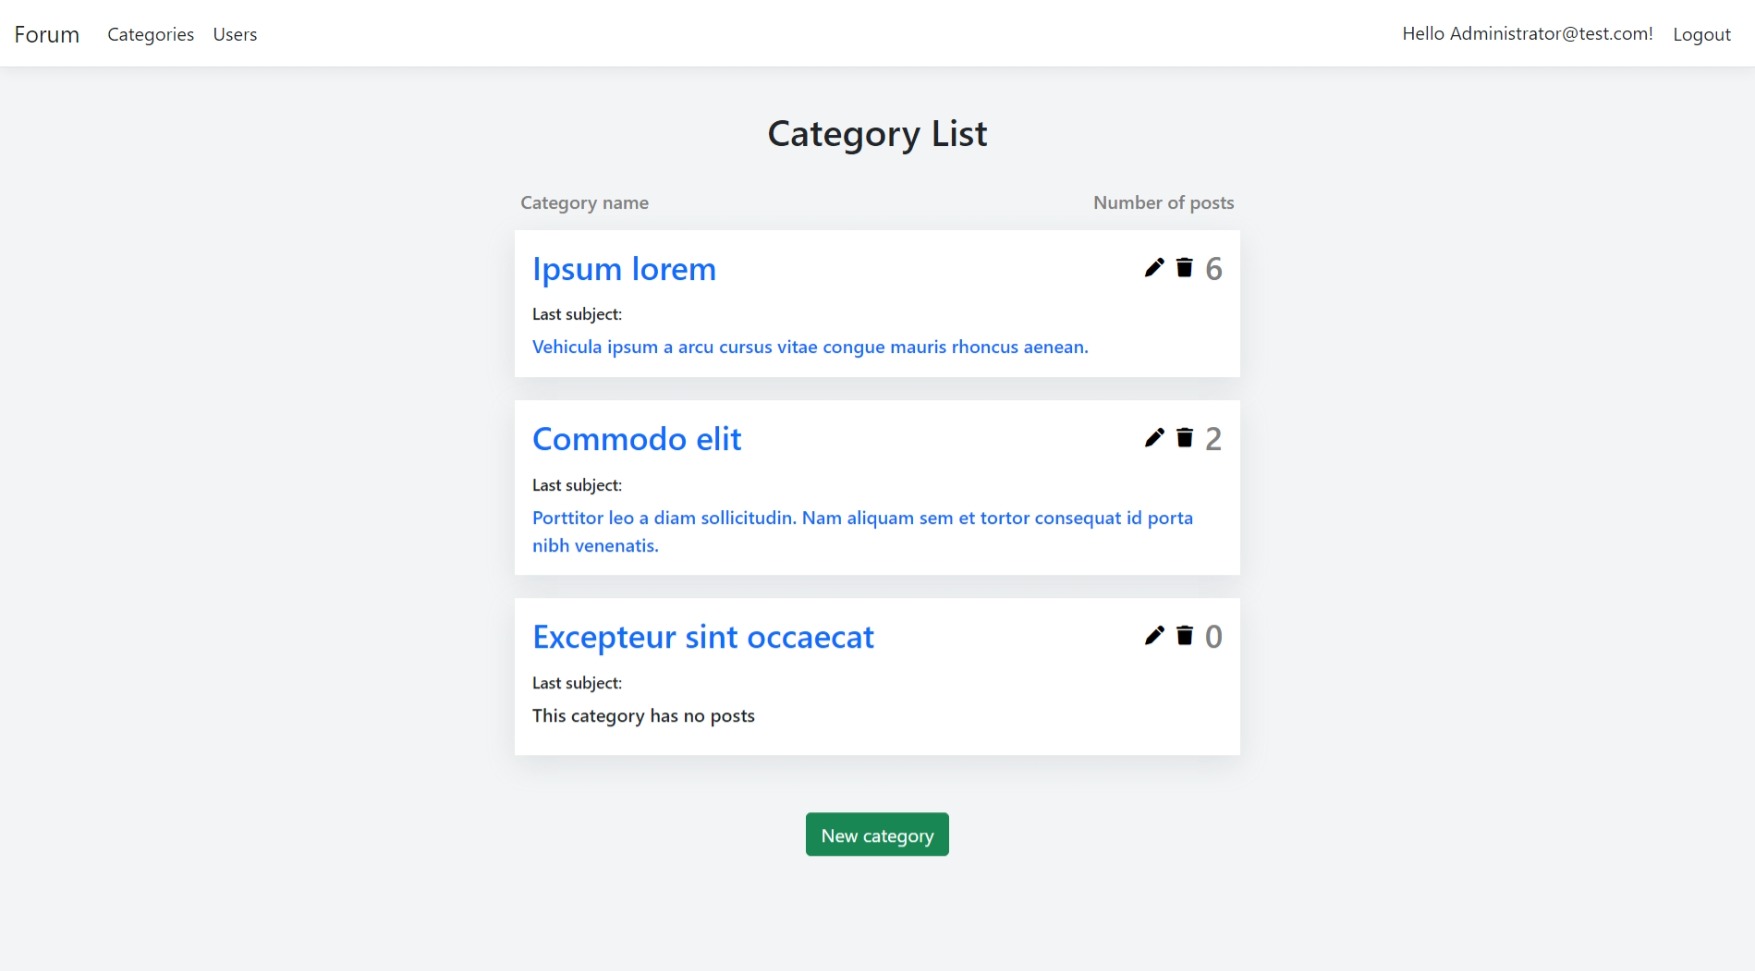 Forum Categories Users Hello Administrator@test.com! Logout
Category List
Category name Number of posts
Ipsum lorem 6
Last subject:
Vehicula ipsum a arcu cursus vitae congue mauris rhoncus aenean.
Commodo elit 2
Last subject:
Porttitor leo a diam sollicitudin. Nam aliquam sem et tortor consequat id porta
nibh venenatis.
Excepteur sint occaecat 0
Last subject:
This category has no posts
New category